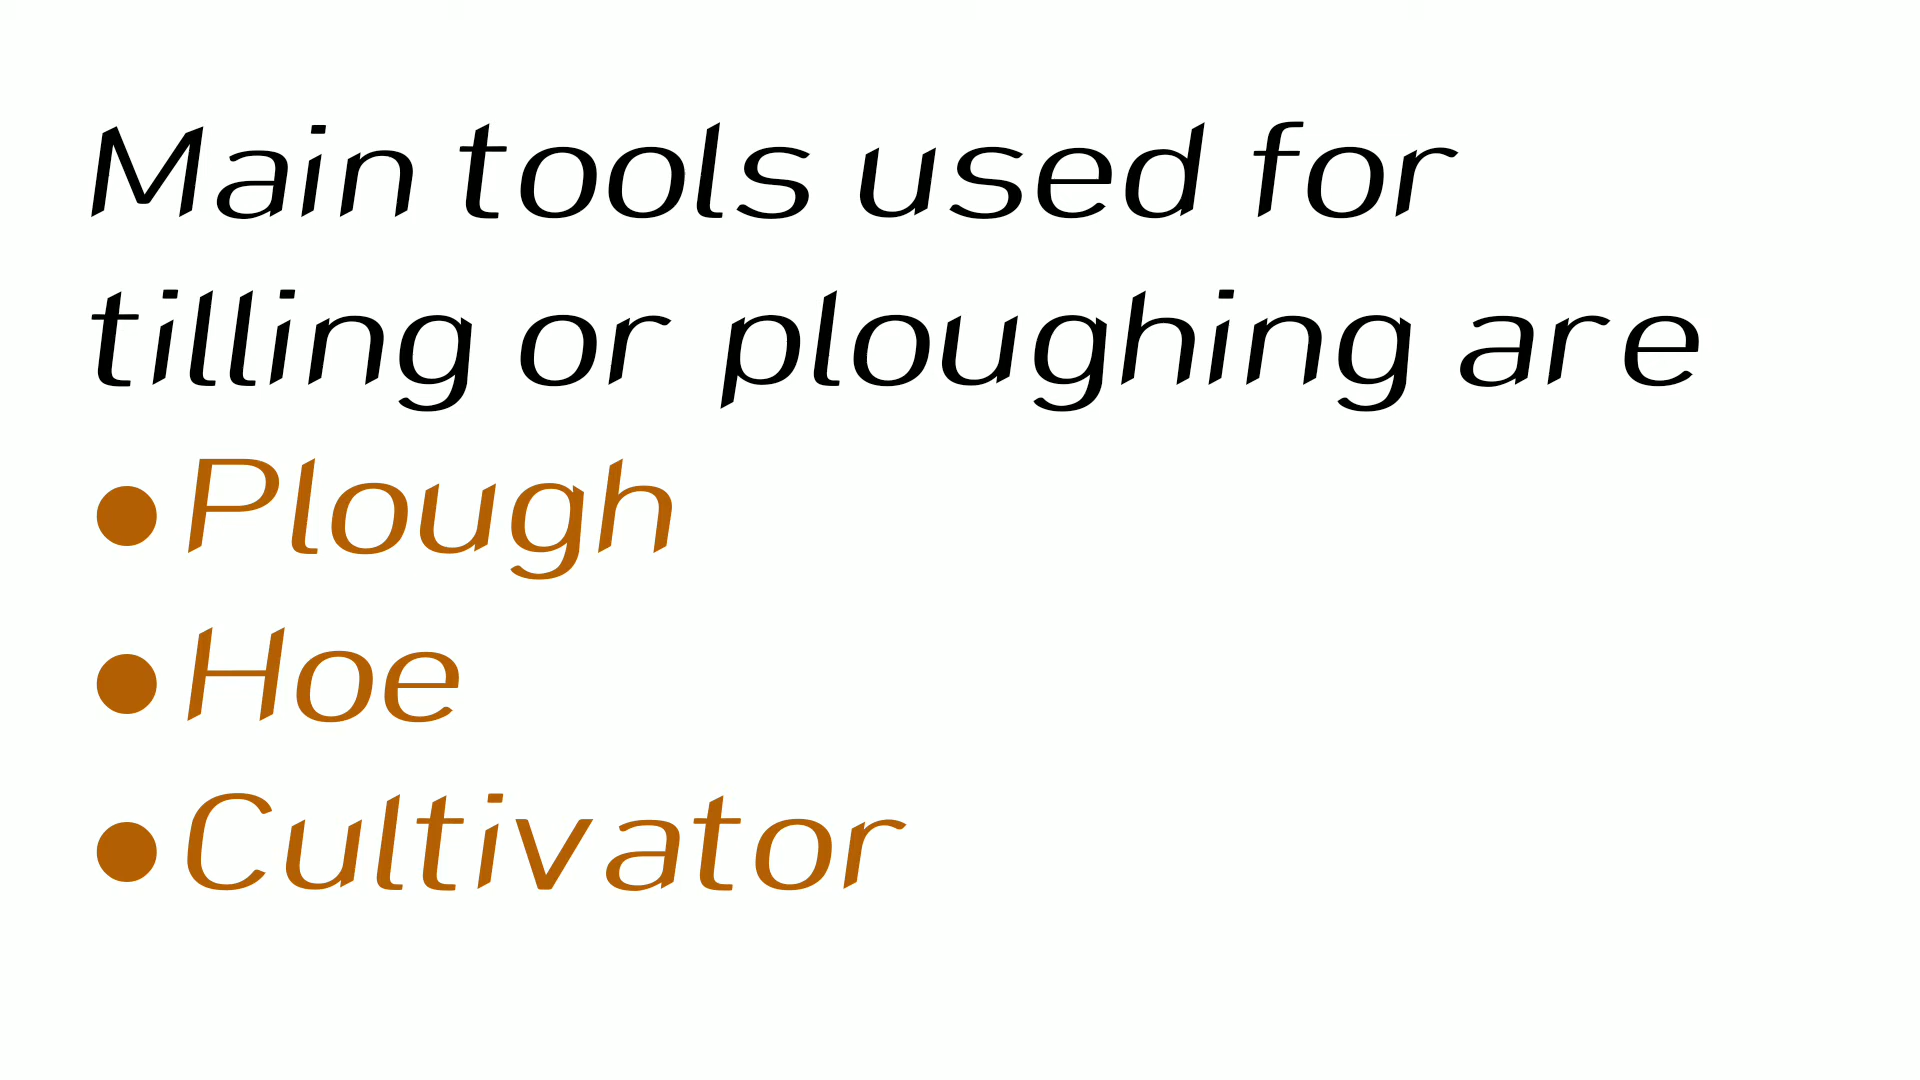 Main tools used for
tilling or ploughing are
● Plough
● Hoe
● Cultivator